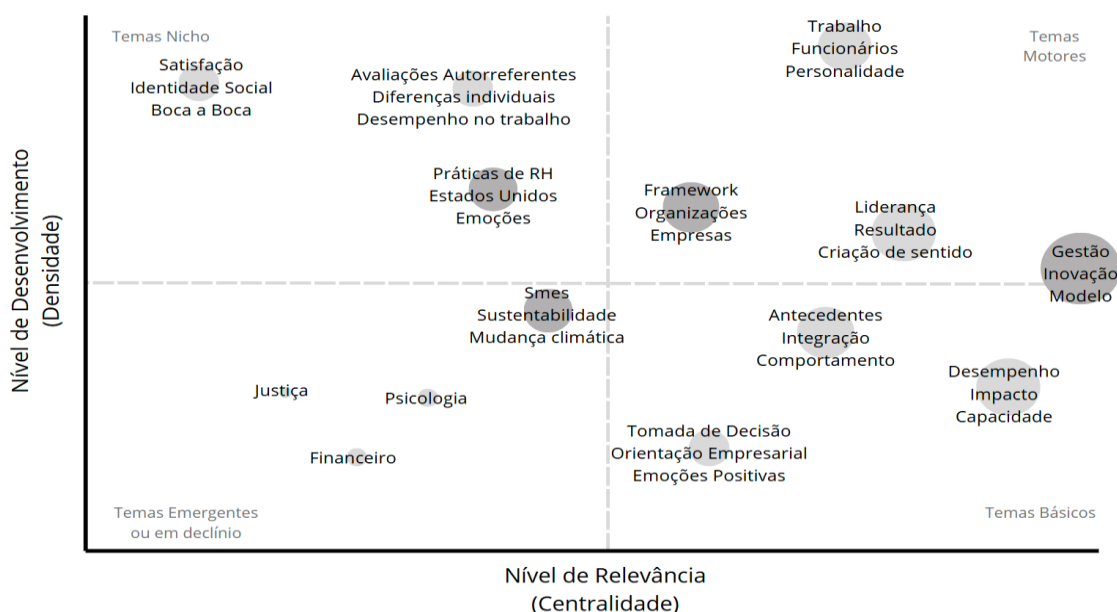 Temas Nicho
Satisfação
Identidade Social
Boca a Boca
Avaliações Autorreferentes
Diferenças individuais
Desempenho no trabalho
Trabalho
Funcionários
Personalidade
Temas
Motores
Práticas de RH
Estados Unidos
Emoções
Framework
Organizações
Empresas
Liderança
Resultado
Criação de sentido
Gestão
Inovação
Modelo
Nível de Desenvolvimento
(Densidade)
Smes
Sustentabilidade
Mudança climática
Antecedentes
Integração
Comportamento
Desempenho
Impacto
Capacidade
Justiça
Psicologia
Financeiro
Tomada de Decisão
Orientação Empresarial
Emoções Positivas
Temas Emergentes
ou em declínio
Temas Básicos
Nível de Relevância
(Centralidade)